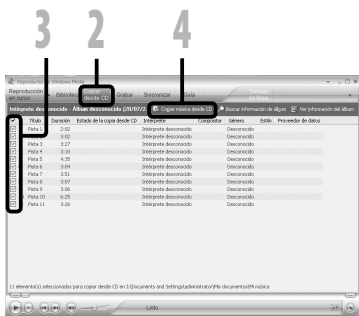 3 2 4
Reproductor de Windows Media
Reproducción en curso
Biblioteca
Copiar desde CD
Grabar
Sincronizar
Guía
Tiendas en línea
Intérprete desconocido - Álbum desconocido (20/07/2
Copiar música desde CD
Buscar información de álbum
Ver información del álbum
Título Duración Estado de la copia desde CD Intérprete Compositor Género Estilo Proveedor de datos
Pista 1 2:02 Intérprete desconocido Desconocido
3:02 Intérprete desconocido Desconocido
Pista 3 3:27 Intérprete desconocido Desconocido
Pista 4 3:10 Intérprete desconocido Desconocido
Pista 5 4:35 Intérprete desconocido Desconocido
Pista 6 3:04 Intérprete desconocido Desconocido
Pista 7 3:51 Intérprete desconocido Desconocido
Pista 8 3:07 Intérprete desconocido Desconocido
Pista 9 3:06 Intérprete desconocido Desconocido
Pista 10 6:25 Intérprete desconocido Desconocido
Pista 11 3:26 Intérprete desconocido Desconocido
11 elemento(s) seleccionados para copiar desde CD en J:\Documents and Settings\administrator\Mis documentos\Mi música
Listo